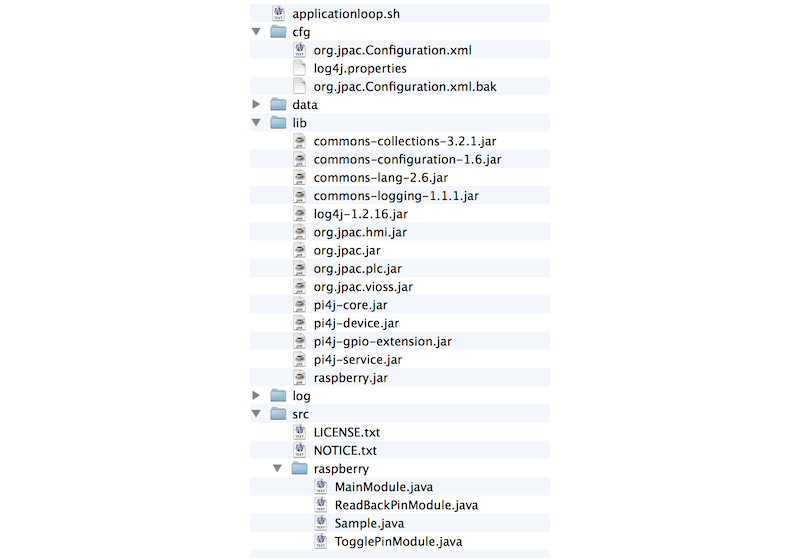 applicationloop.sh
cfg
org.jpac.Configuration.xml
log4j.properties
org.jpac.Configuration.xml.bak
data
lib
commons-collections-3.2.1.jar
commons-configuration-1.6.jar
commons-lang-2.6.jar
commons-logging-1.1.1.jar
log4j-1.2.16.jar
org.jpac.hmi.jar
org.jpac.jar
org.jpac.plc.jar
org.jpac.vioss.jar
pi4j-core.jar
pi4j-device.jar
pi4j-gpio-extension.jar
pi4j-service.jar
raspberry.jar
log
src
LICENSE.txt
NOTICE.txt
raspberry
MainModule.java
ReadBackPinModule.java
Sample.java
TogglePinModule.java